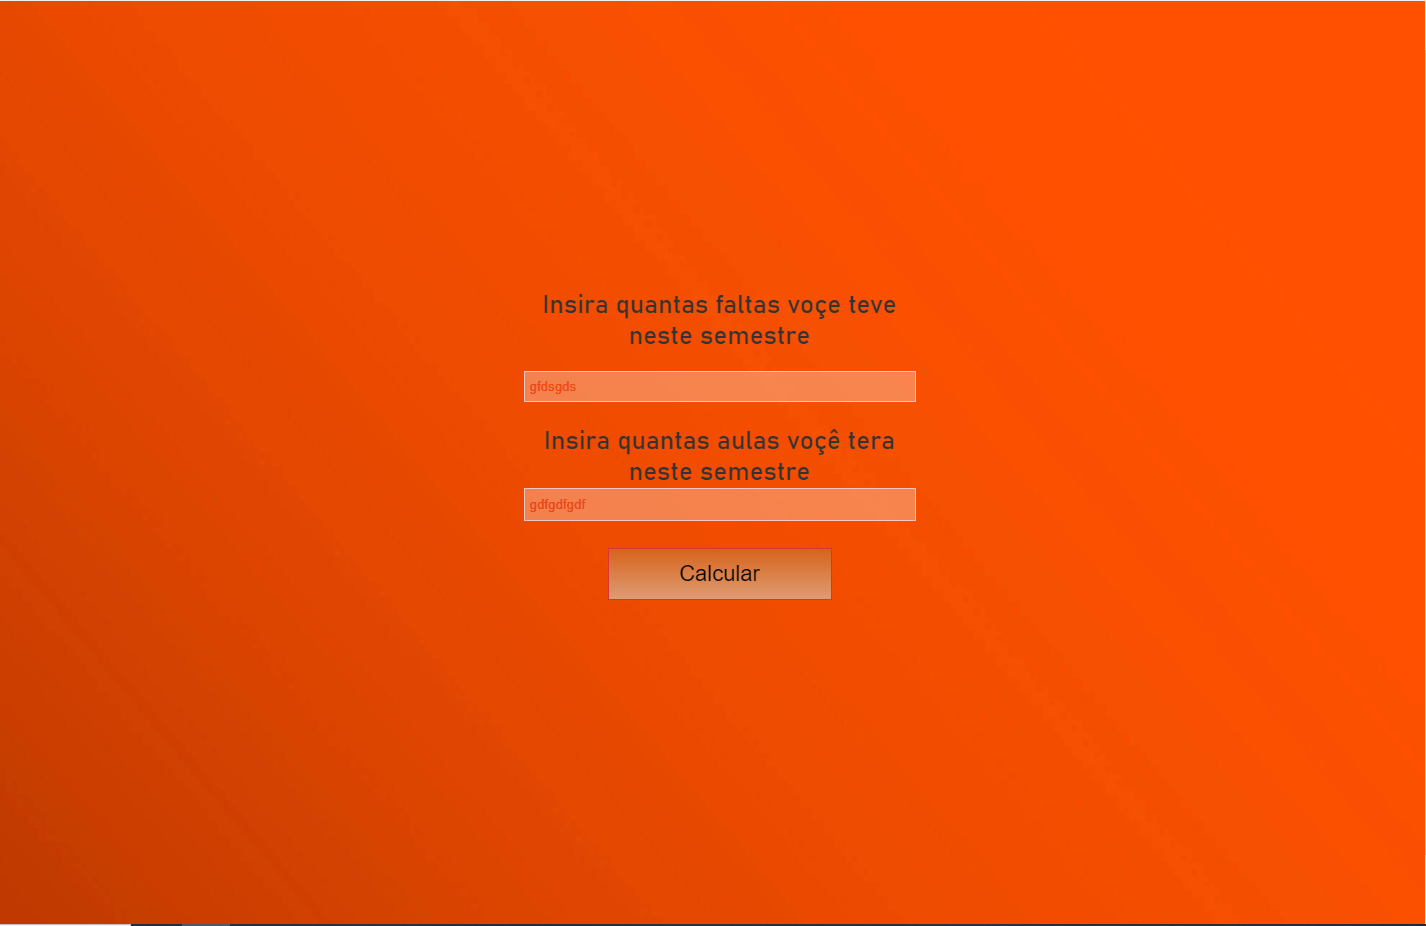 Insira quantas faltas voçe teve
neste semestre
gfdsgds
Insira quantas aulas voçê tera
neste semestre
gdfgdfgdf
Calcular